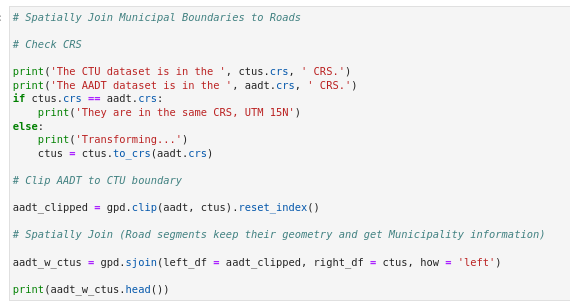 # Spatially Join Municipal Boundaries to Roads
# Check CRS
print('The CTU dataset is in the ', ctus.crs, ' CRS.')
print('The AADT dataset is in the ', aadt.crs, ' CRS.')
if ctus.crs == aadt.crs:
    print('They are in the same CRS, UTM 15N')
else:
    print('Transforming...')
    ctus = ctus.to_crs(aadt.crs)
# Clip AADT to CTU boundary
aadt_clipped = gpd.clip(aadt, ctus).reset_index()
# Spatially Join (Road segments keep their geometry and get Municipality information)
aadt_w_ctus = gpd.sjoin(left_df = aadt_clipped, right_df = ctus, how = 'left')
print(aadt_w_ctus.head())